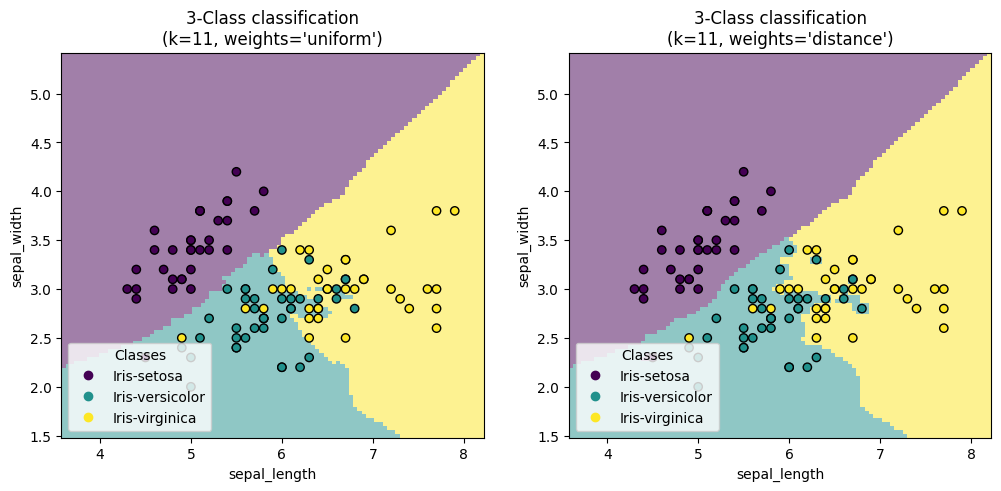 3-Class classification
(k=11, weights='uniform')
sepal_width
5.0
4.5
4.0
3.5
3.0
2.5
2.0
1.5
Classes
Iris-setosa
Iris-versicolor
Iris-virginica
4
5
6
7
8
sepal_length
3-Class classification
(k=11, weights='distance')
sepal_width
5.0
4.5
4.0
3.5
3.0
2.5
2.0
1.5
Classes
Iris-setosa
Iris-versicolor
Iris-virginica
4
5
6
7
8
sepal_length